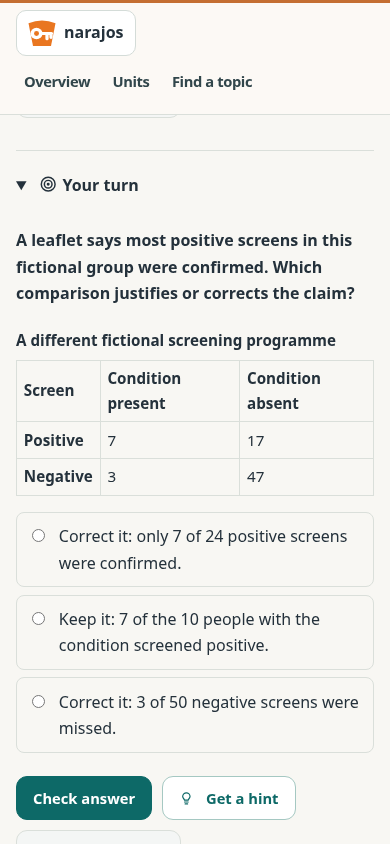 narajos
Overview Units Find a topic
Your turn
A leaflet says most positive screens in this
fictional group were confirmed. Which
comparison justifies or corrects the claim?
A different fictional screening programme
Screen Condition present Condition absent
Positive 7 17
Negative 3 47
Correct it: only 7 of 24 positive screens
were confirmed.
Keep it: 7 of the 10 people with the
condition screened positive.
Correct it: 3 of 50 negative screens were
missed.
Check answer Get a hint